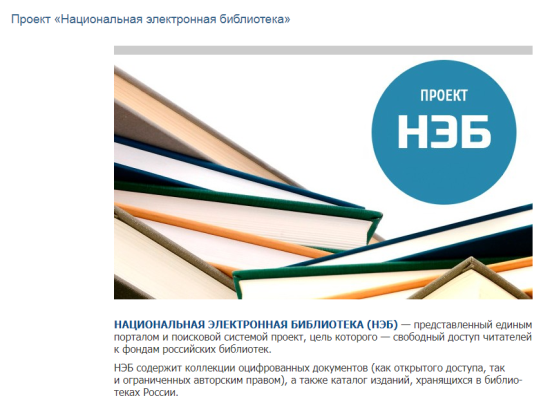 Проект «Национальная электронная библиотека»
ПРОЕКТ
НЭБ
НАЦИОНАЛЬНАЯ ЭЛЕКТРОННАЯ БИБЛИОТЕКА (НЭБ) — представленный единым
порталом и поисковой системой проект, цель которого — свободный доступ читателей
к фондам российских библиотек.
НЭБ содержит коллекции оцифрованных документов (как открытого доступа, так
и ограниченных авторским правом), а также каталог изданий, хранящихся в библио-
теках России.